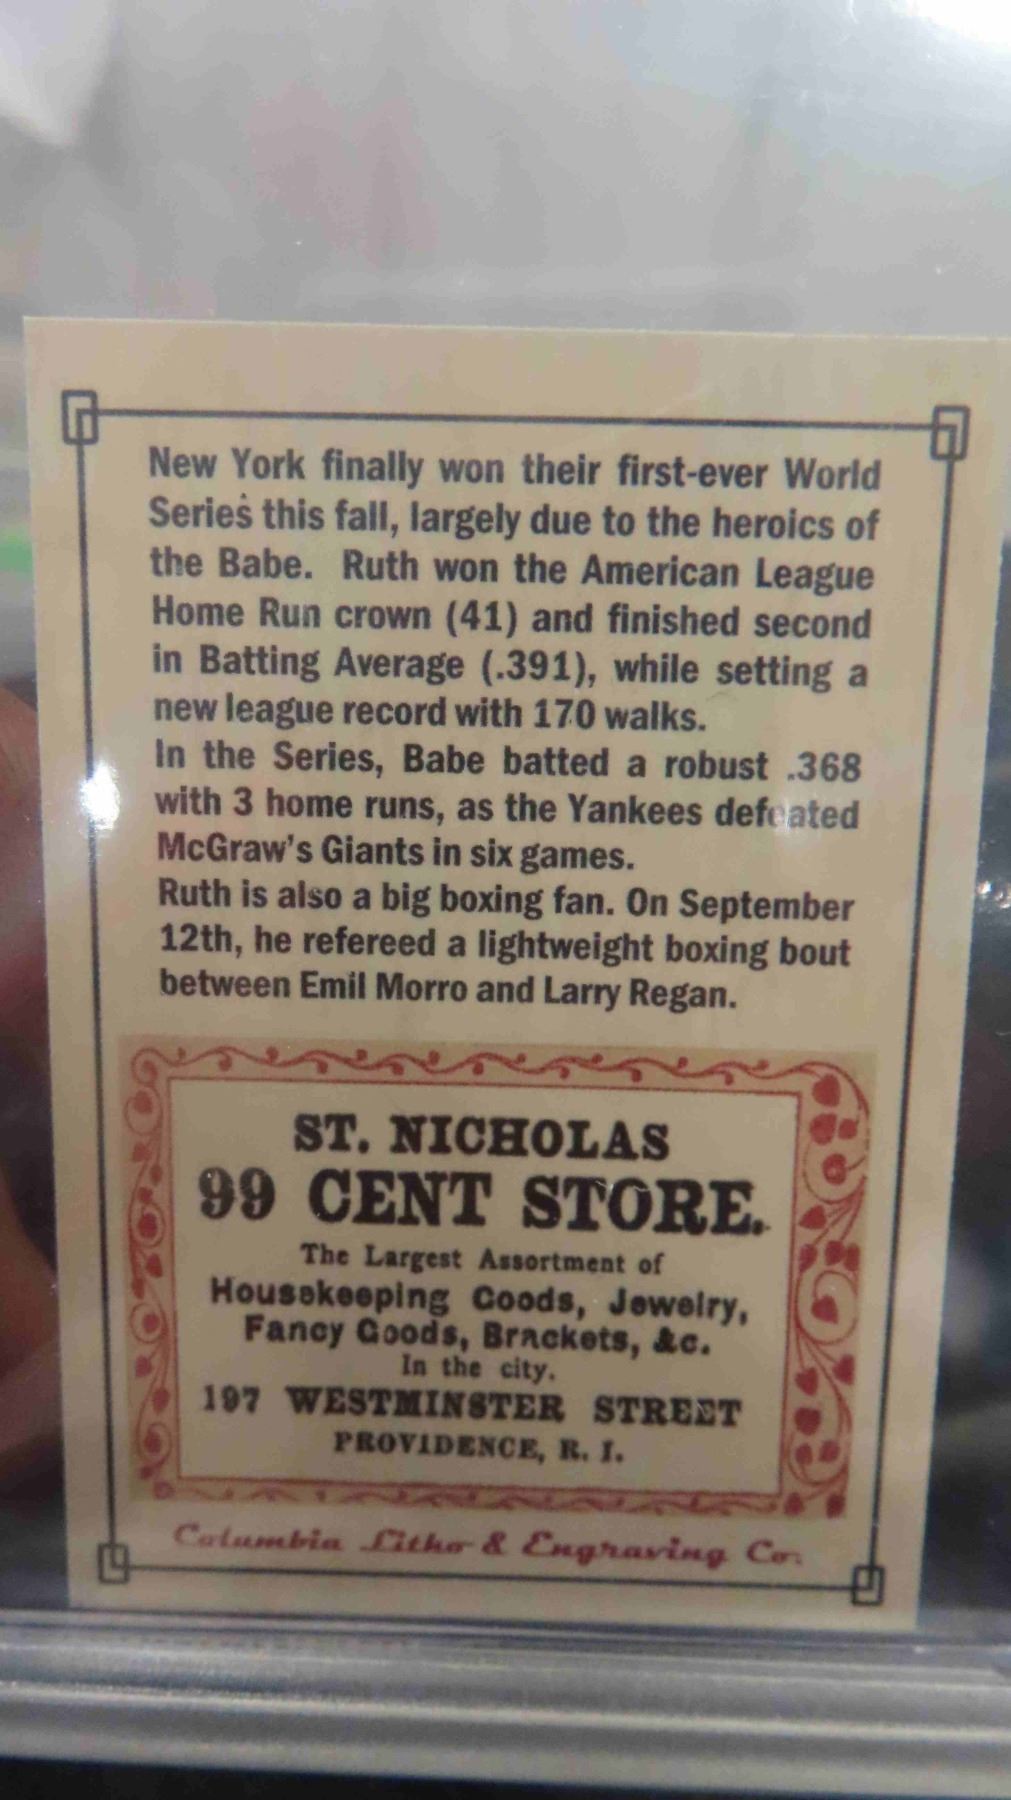 New York finally won their first-ever World
Series this fall, largely due to the heroics of
the Babe. Ruth won the American League
Home Run crown (41) and finished second
in Batting Average (.391), while setting a
new league record with 170 walks.
In the Series, Babe batted a robust .368
with 3 home runs, as the Yankees defeated
McGraw's Giants in six games.
Ruth is also a big boxing fan. On September
12th, he refereed a lightweight boxing bout
between Emil Morro and Larry Regan.
ST. NICHOLAS
99 CENT STORE.
The Largest Assortment of
Housekeeping Goods, Jewelry,
Fancy Goods, Brackets, &c.
In the city.
197 WESTMINSTER STREET
PROVIDENCE, R. I.
Columbia Litho & Engraving Co.